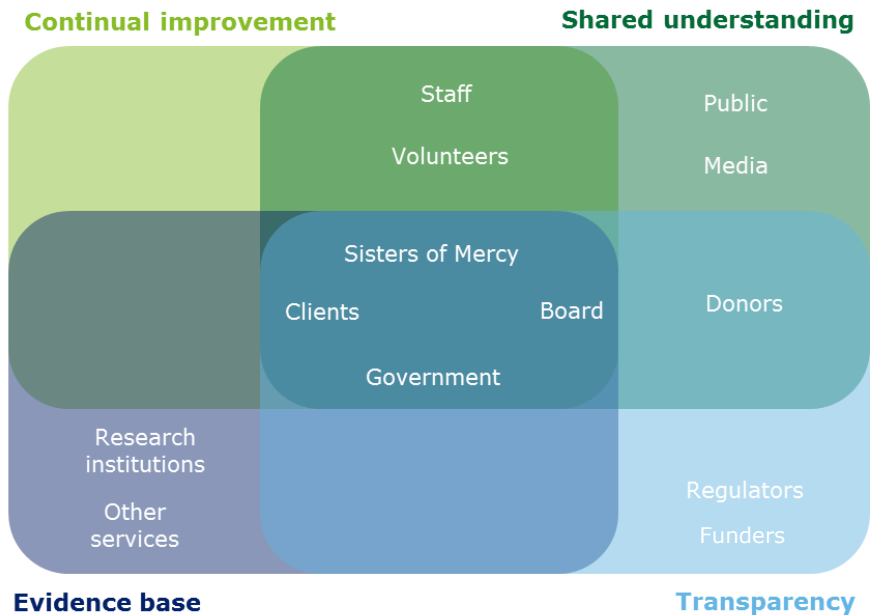 Continual improvement
Shared understanding
Staff
Public
Volunteers
Media
Sisters of Mercy
Clients
Board
Donors
Government
Research
institutions
Other
services
Regulators
Funders
Evidence base
Transparency